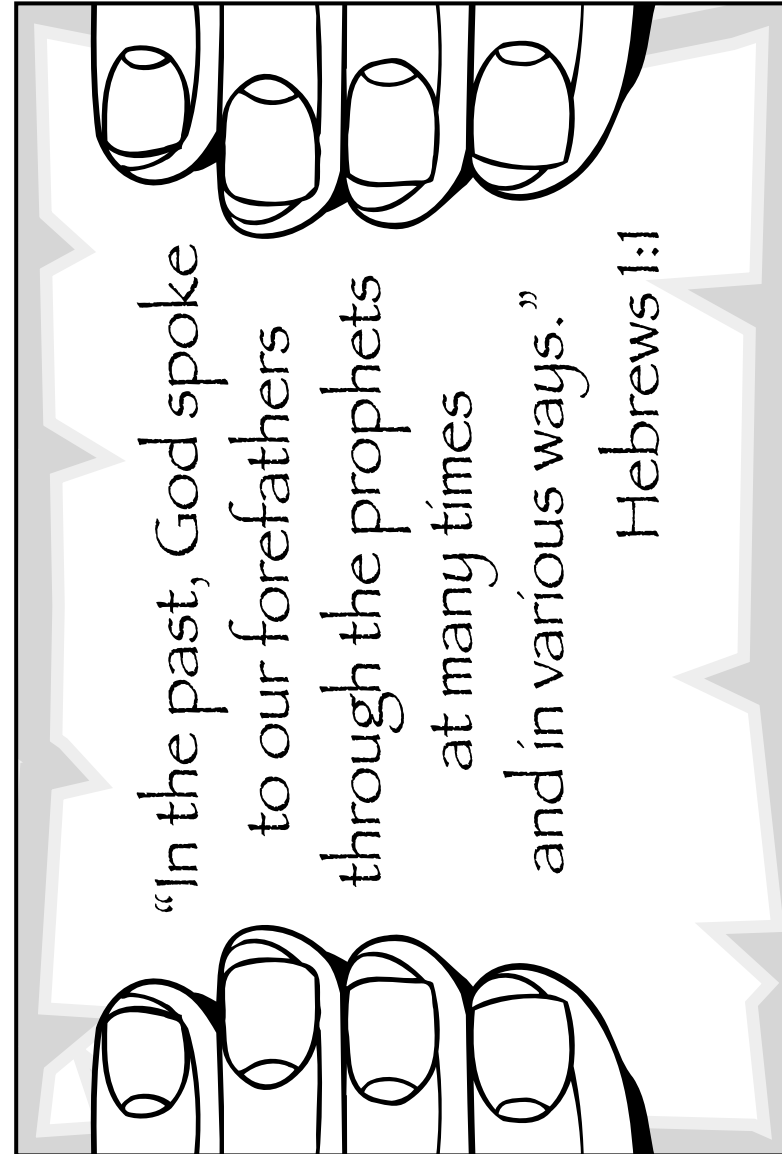 “In the past, God spoke
to our forefathers
through the prophets
at many times
and in various ways.”
Hebrews 1:1